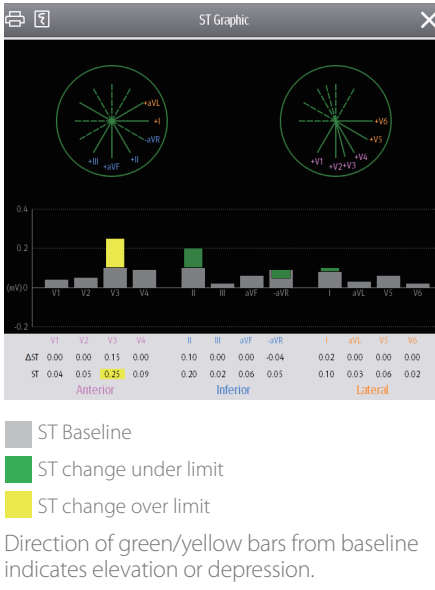 ST Graphic
+aVL
+I
-aVR
+II
+aVF
+III
+V6
+V5
+V4
+V2+V3
+V1
0.4
0.2
(mV)0
V1 V2 V3 V4 II III aVF -aVR I aVL V5 V6
-0.2
V1 V2 V3 V4 II III aVF -aVR I aVL V5 V6
ΔST 0.00 0.00 0.15 0.00 0.10 0.00 0.00 -0.04 0.02 0.00 0.00 0.00
ST 0.04 0.05 0.25 0.09 0.20 0.02 0.06 0.05 0.10 0.03 0.06 0.02
Anterior Inferior Lateral
ST Baseline
ST change under limit
ST change over limit
Direction of green/yellow bars from baseline
indicates elevation or depression.